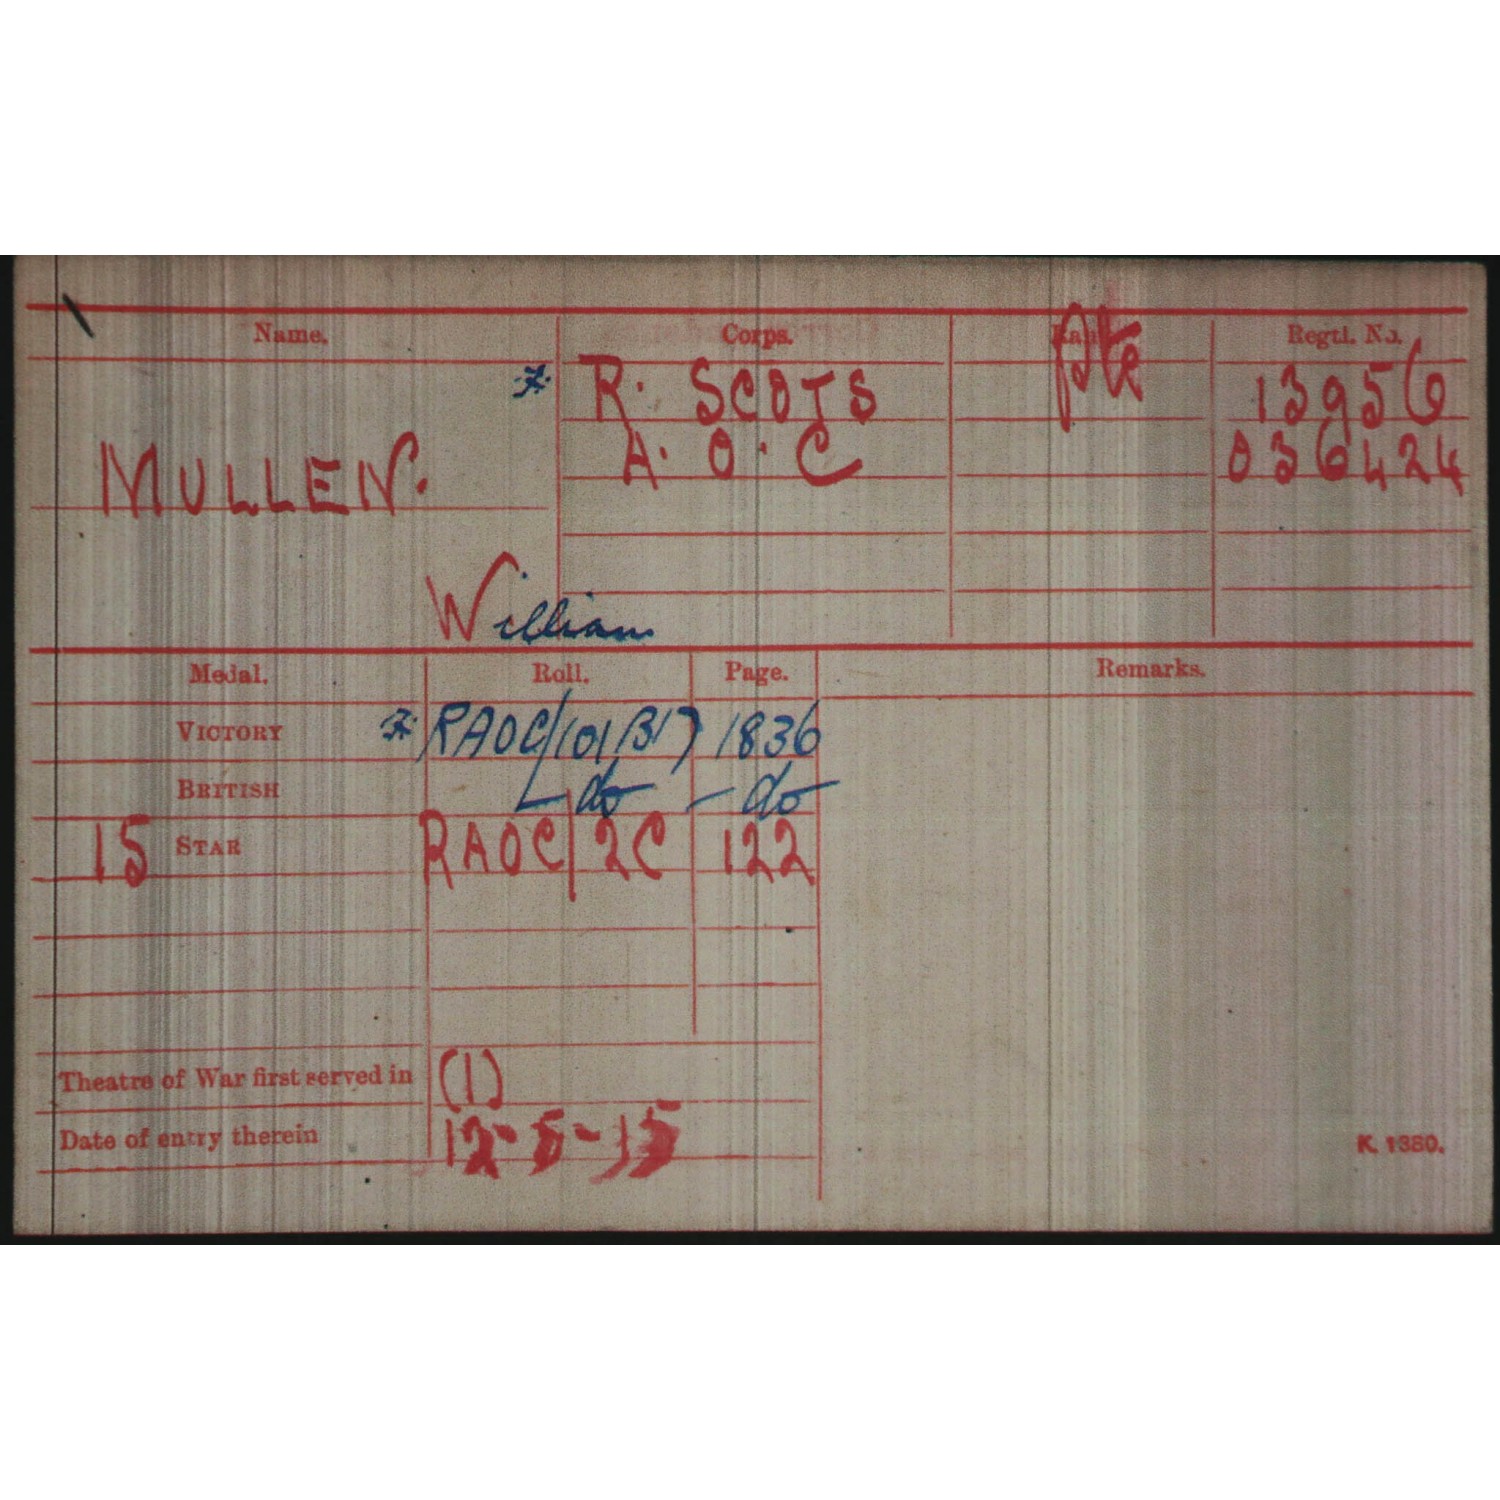 Name. Corps. Rank Regtl. No.
※ R. SCOTS Pte 13956
MULLEN. A. O. C 036424
William
Medal. Roll. Page. Remarks.
VICTORY ※ RAOC/101B17 1836
BRITISH - do - do -
15 STAR RAOC/2C 122
Theatre of War first served in (1)
Date of entry therein 12-5-15
K. 1380.